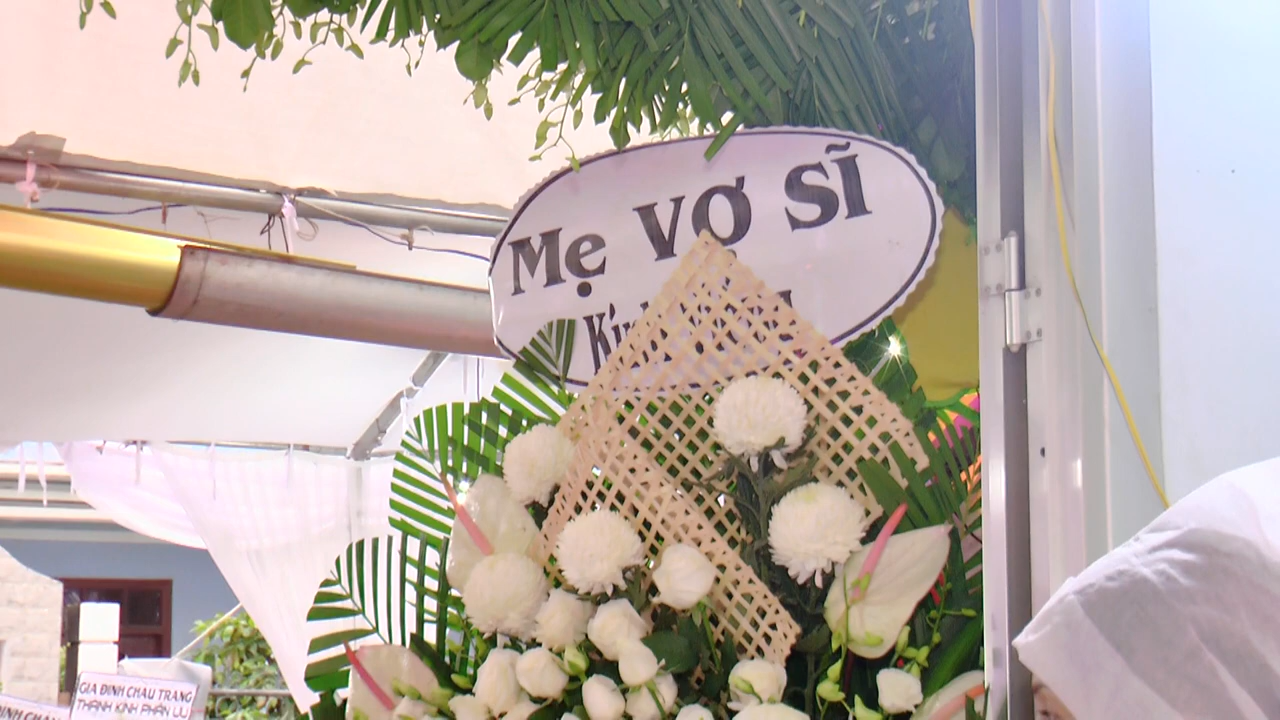 Mẹ VỢ SĨ
GIA ĐÌNH CHÁU TRANG
THÀNH KÍNH PHÂN ƯU